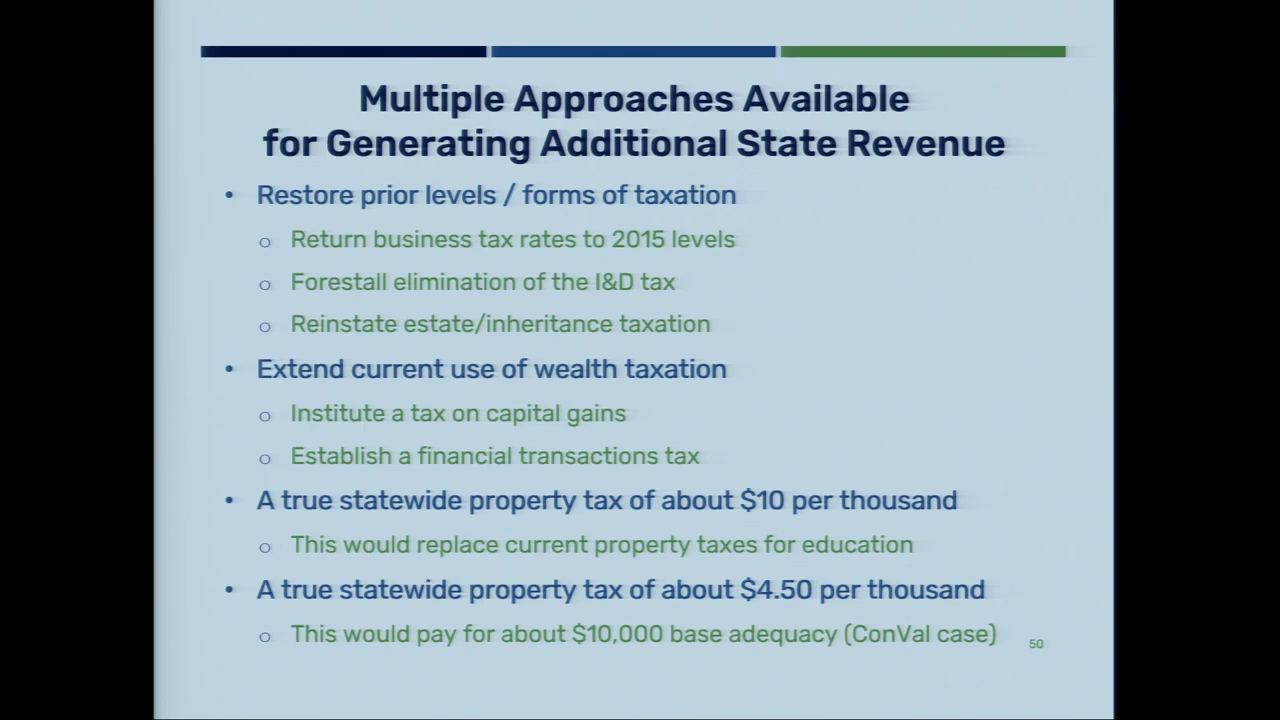 Multiple Approaches Available
for Generating Additional State Revenue
• Restore prior levels / forms of taxation
o Return business tax rates to 2015 levels
o Forestall elimination of the I&D tax
o Reinstate estate/inheritance taxation
• Extend current use of wealth taxation
o Institute a tax on capital gains
o Establish a financial transactions tax
• A true statewide property tax of about $10 per thousand
o This would replace current property taxes for education
• A true statewide property tax of about $4.50 per thousand
o This would pay for about $10,000 base adequacy (ConVal case)
50